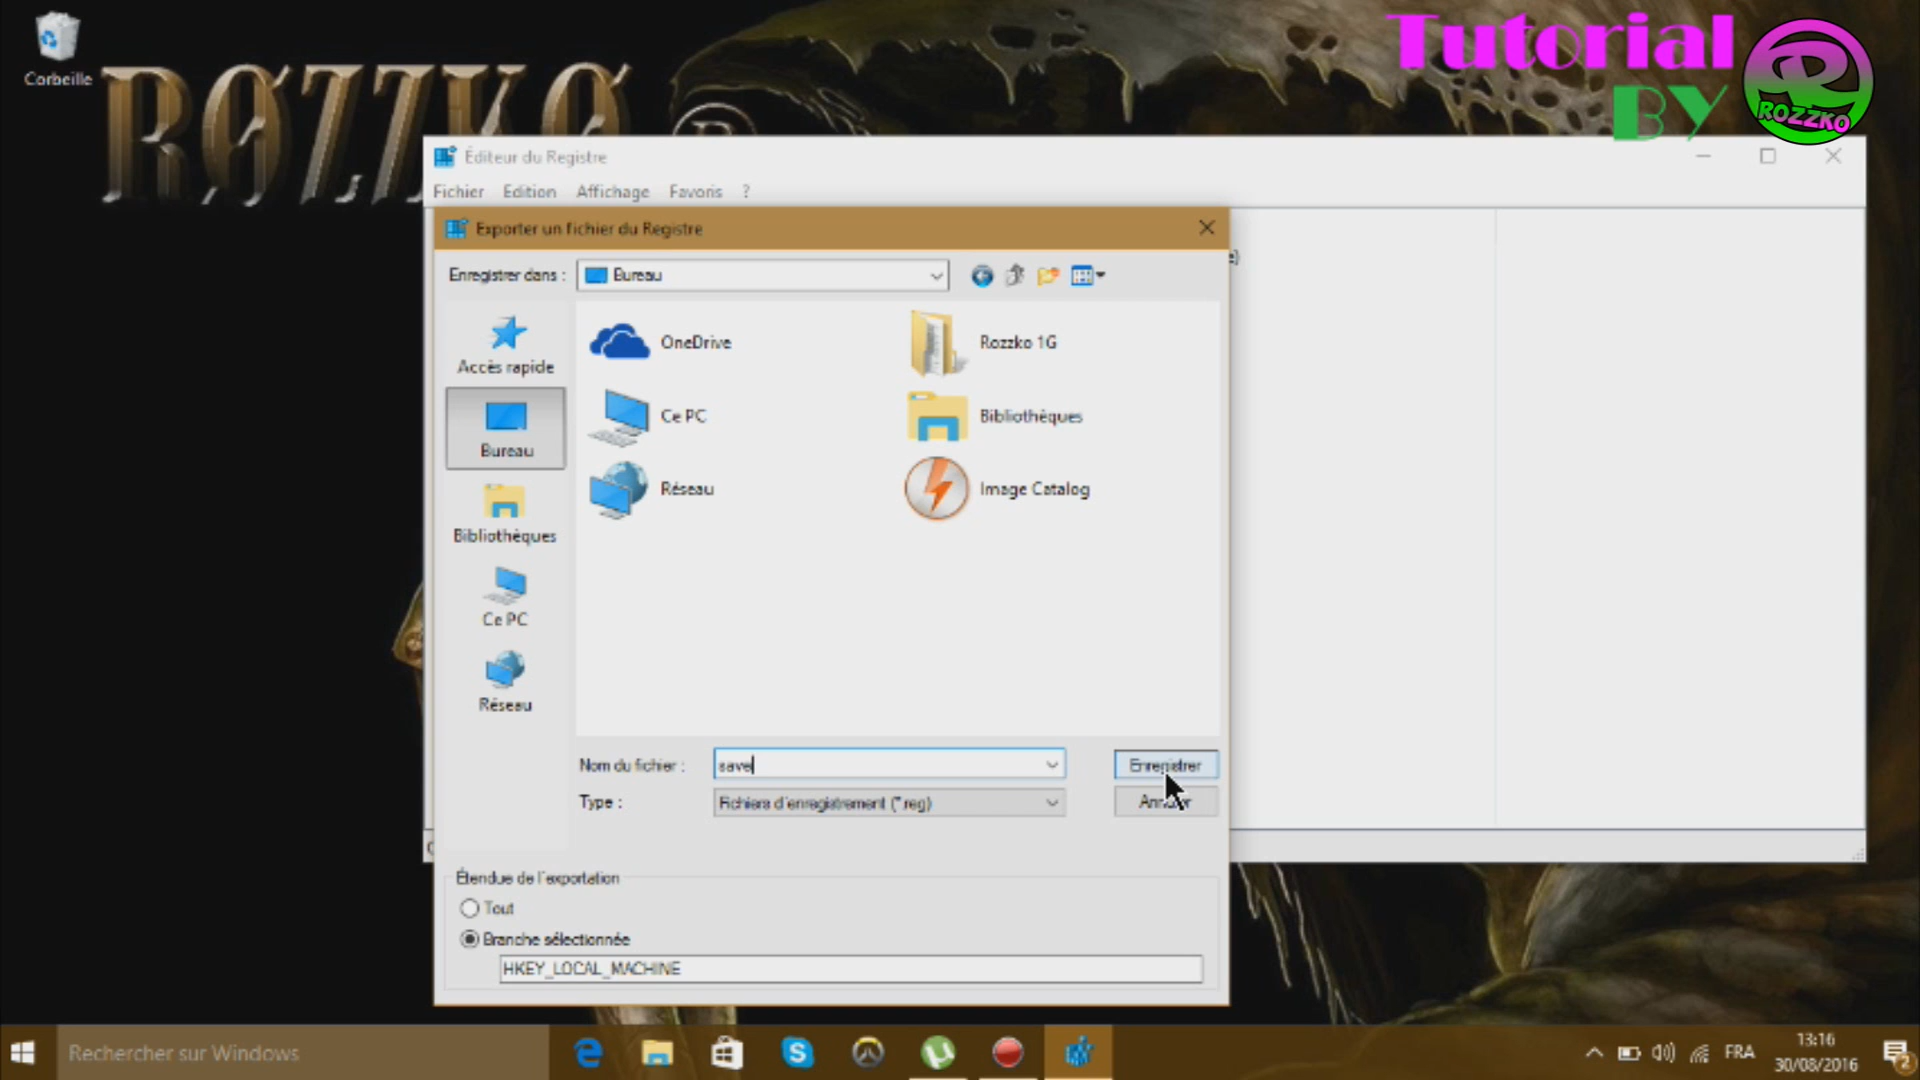 Corbeille
RØZZKØ
R
Tutorial
BY
ROZZKO
Éditeur du Registre
Fichier Edition Affichage Favoris ?
Exporter un fichier du Registre
Enregistrer dans : Bureau
Accès rapide
Bureau
Bibliothèques
Ce PC
Réseau
OneDrive
Rozzko 1G
Ce PC
Bibliothèques
Réseau
Image Catalog
Nom du fichier : save
Enregistrer
Type : Fichiers d'enregistrement (*.reg)
Annuler
Étendue de l'exportation
Tout
Branche sélectionnée
HKEY_LOCAL_MACHINE
Rechercher sur Windows
FRA
13:16
30/08/2016
2